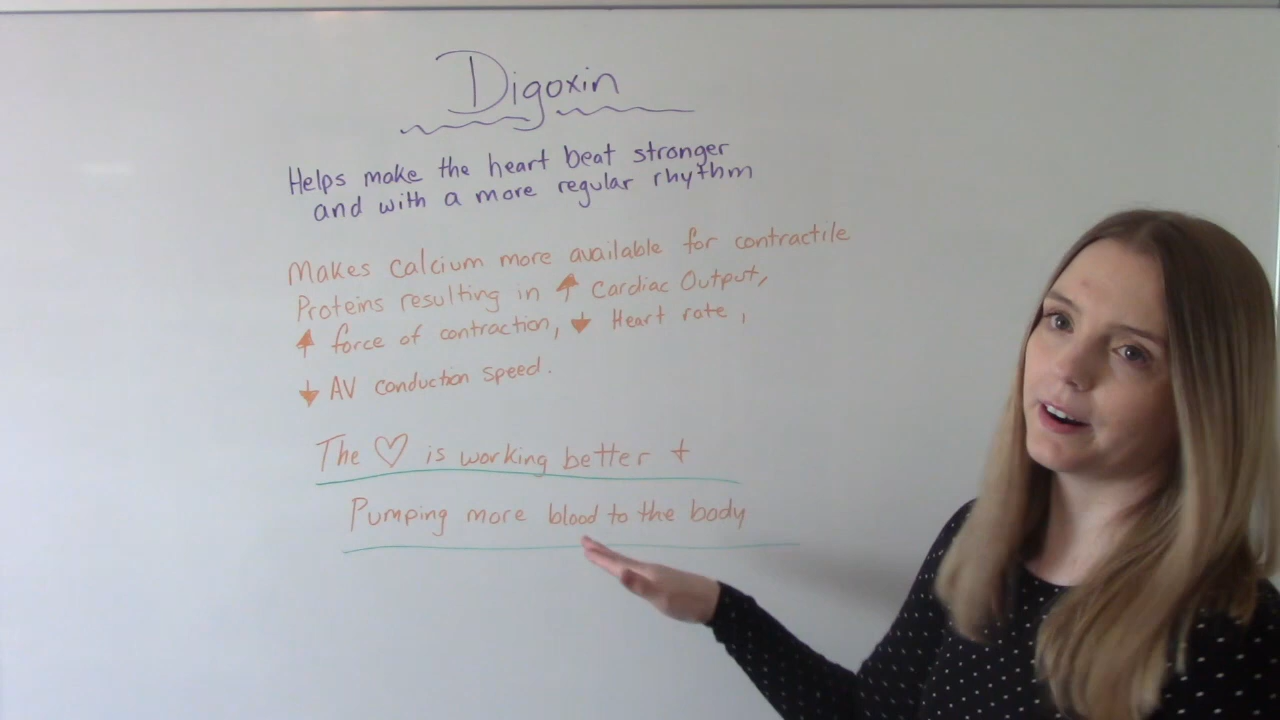 Digoxin
Helps make the heart beat stronger
and with a more regular rhythm
Makes calcium more available for contractile
Proteins resulting in ↑ Cardiac Output,
↑ force of contraction, ↓ Heart rate,
↓ AV conduction speed.
The ♡ is working better +
Pumping more blood to the body